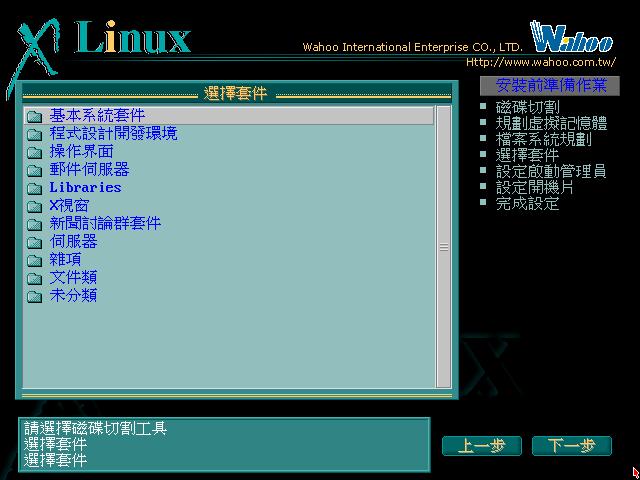 XLinux
Wahoo International Enterprise CO., LTD.
Wahoo
Http://www.wahoo.com.tw/
選擇套件
基本系統套件
程式設計開發環境
操作界面
郵件伺服器
Libraries
X視窗
新聞討論群套件
伺服器
雜項
文件類
未分類
安裝前準備作業
磁碟切割
規劃虛擬記憶體
檔案系統規劃
選擇套件
設定啟動管理員
設定開機片
完成設定
請選擇磁碟切割工具
選擇套件
選擇套件
上一步
下一步